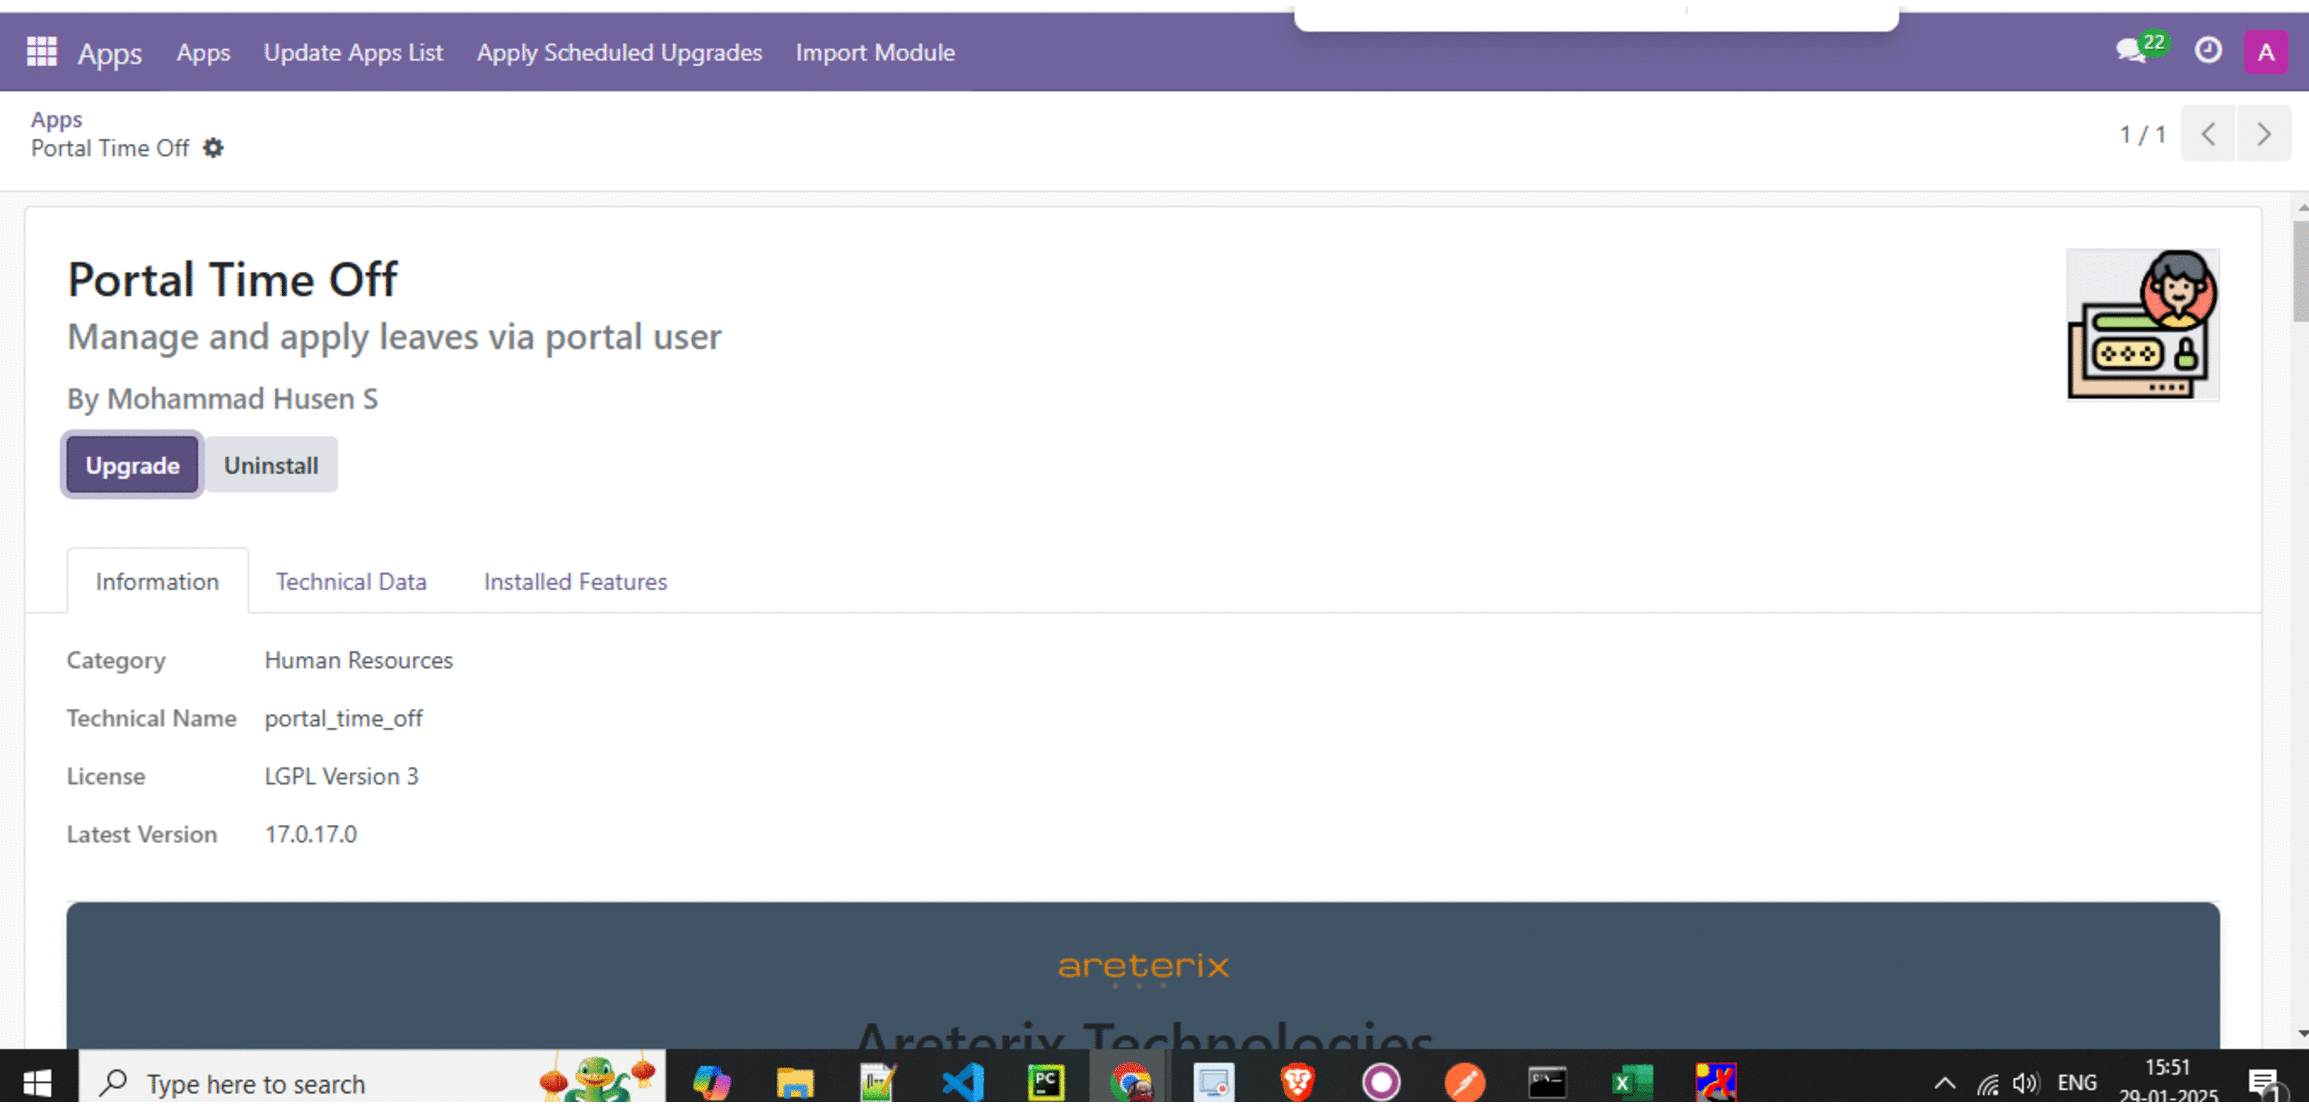 Apps Apps Update Apps List Apply Scheduled Upgrades Import Module 22 A
Apps
Portal Time Off
1 / 1
Portal Time Off
Manage and apply leaves via portal user
By Mohammad Husen S
Upgrade Uninstall
Information Technical Data Installed Features
Category Human Resources
Technical Name portal_time_off
License LGPL Version 3
Latest Version 17.0.17.0
areterix
Areterix Technologies
Type here to search
PC
ENG
15:51
29-01-2025
1